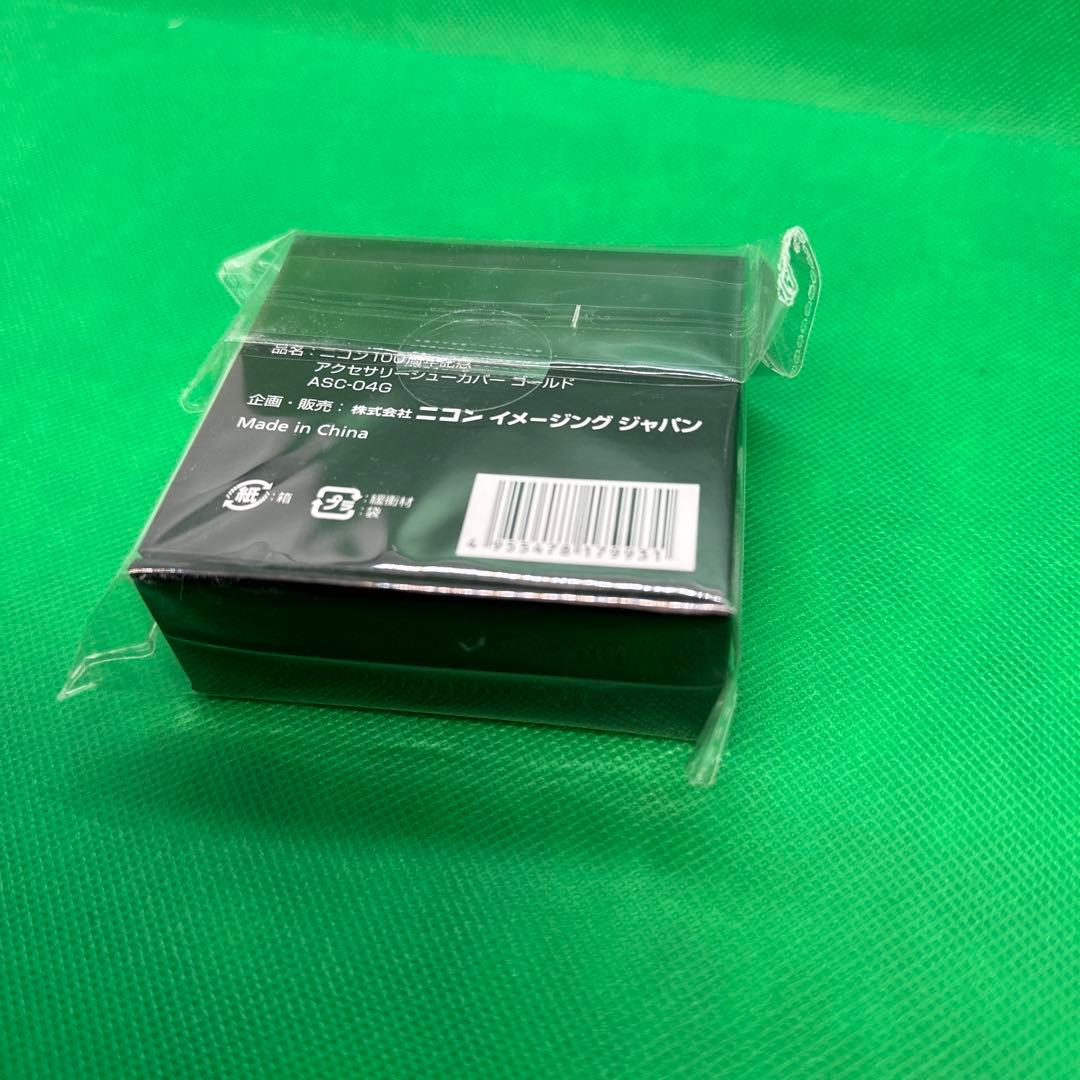 品名：ニコン100周年記念
アクセサリーシューカバー ゴールド
ASC-04G
企画・販売：株式会社 ニコン イメージング ジャパン
Made in China
紙：箱
プラ：緩衝材
：袋
4 953478 179931